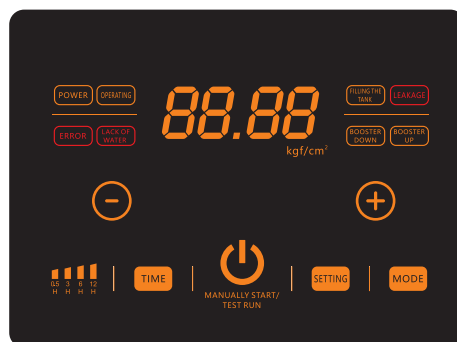 POWER
OPERATING
88.88
FILLING THE
TANK
LEAKAGE
ERROR
LACK OF
WATER
kgf/cm²
BOOSTER
DOWN
BOOSTER
UP
0.5 3 6 12
H H H H
TIME
MANUALLY START/
TEST RUN
SETTING
MODE